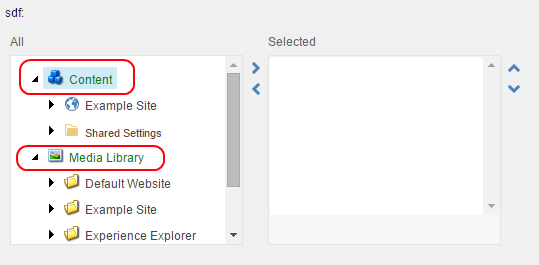 sdf:
All
Selected
Content
Example Site
Shared Settings
Media Library
Default Website
Example Site
Experience Explorer